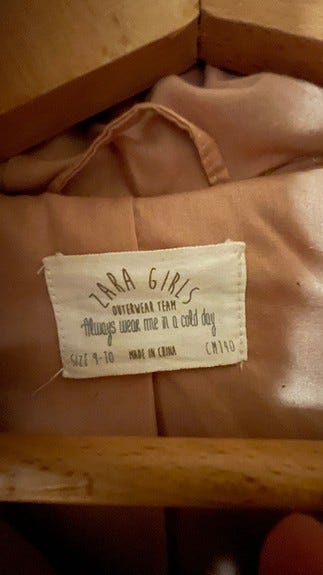 ZARA GIRLS
OUTERWEAR TEAM
Always wear me in a cold day
SIZE 9-10 MADE IN CHINA CM140